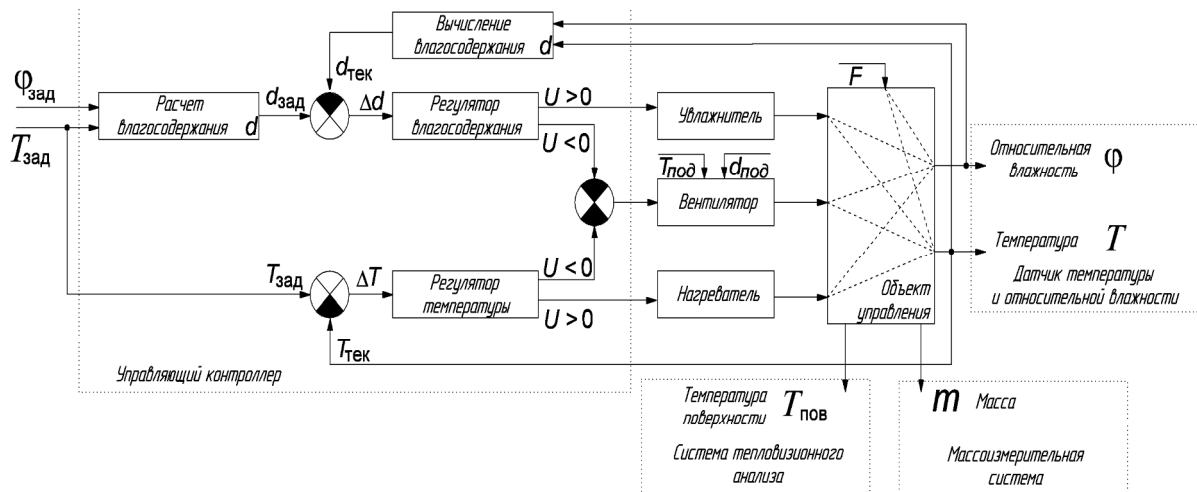 Вычисление
влагосодержания d
φзад
Tзад
Расчет
влагосодержания d
dзад
dтек
Δd
Регулятор
влагосодержания
U > 0
U < 0
Увлажнитель
F
Tпод
dпод
Вентилятор
Относительная
влажность φ
Температура T
Датчик температуры
и относительной влажности
Tзад
ΔT
Регулятор
температуры
U < 0
U > 0
Нагреватель
Объект
управления
Tтек
Управляющий контроллер
Температура
поверхности Tпов
Система тепловизионного
анализа
m Масса
Массоизмерительная
система